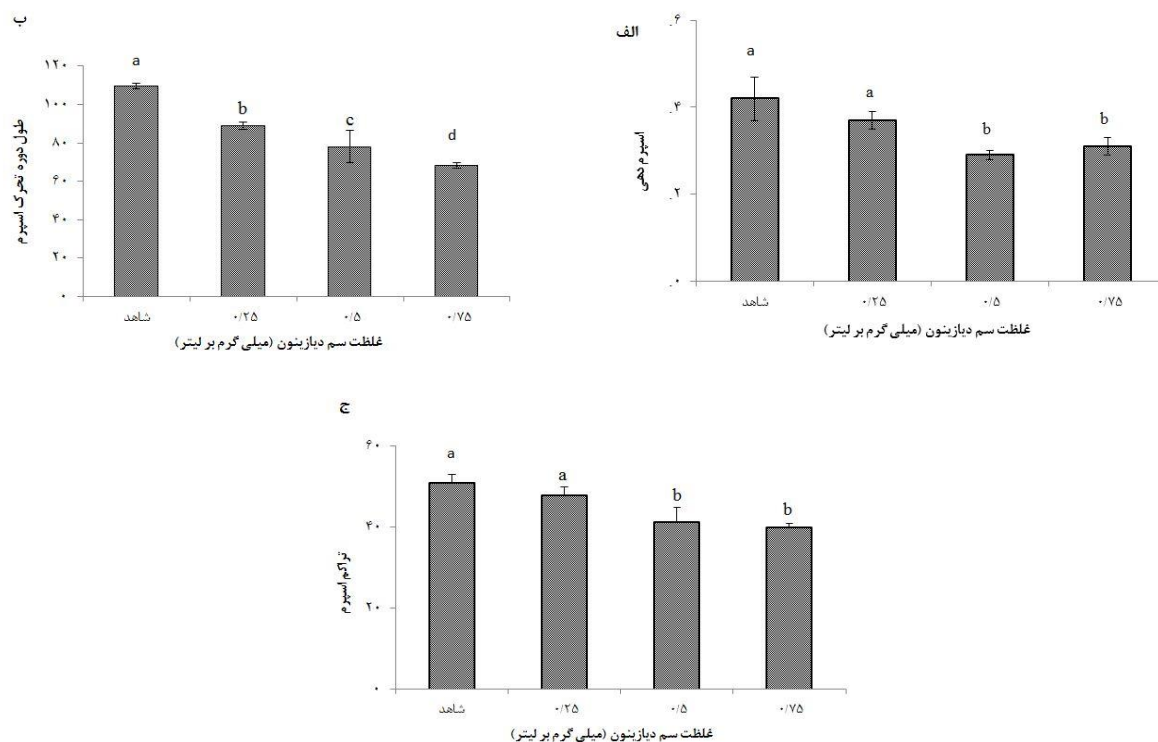 الف
.۶
.۴
.۲
.۰
اسپرم دهی
a
a
b
b
شاهد
۰/۲۵
۰/۵
۰/۷۵
غلظت سم دیازینون (میلی گرم بر لیتر)
ب
۱۲۰
۱۰۰
۸۰
۶۰
۴۰
۲۰
۰
طول دوره تحرک اسپرم
a
b
c
d
شاهد
۰/۲۵
۰/۵
۰/۷۵
غلظت سم دیازینون (میلی گرم بر لیتر)
ج
۶۰
۴۰
۲۰
۰
تراکم اسپرم
a
a
b
b
شاهد
۰/۲۵
۰/۵
۰/۷۵
غلظت سم دیازینون (میلی گرم بر لیتر)